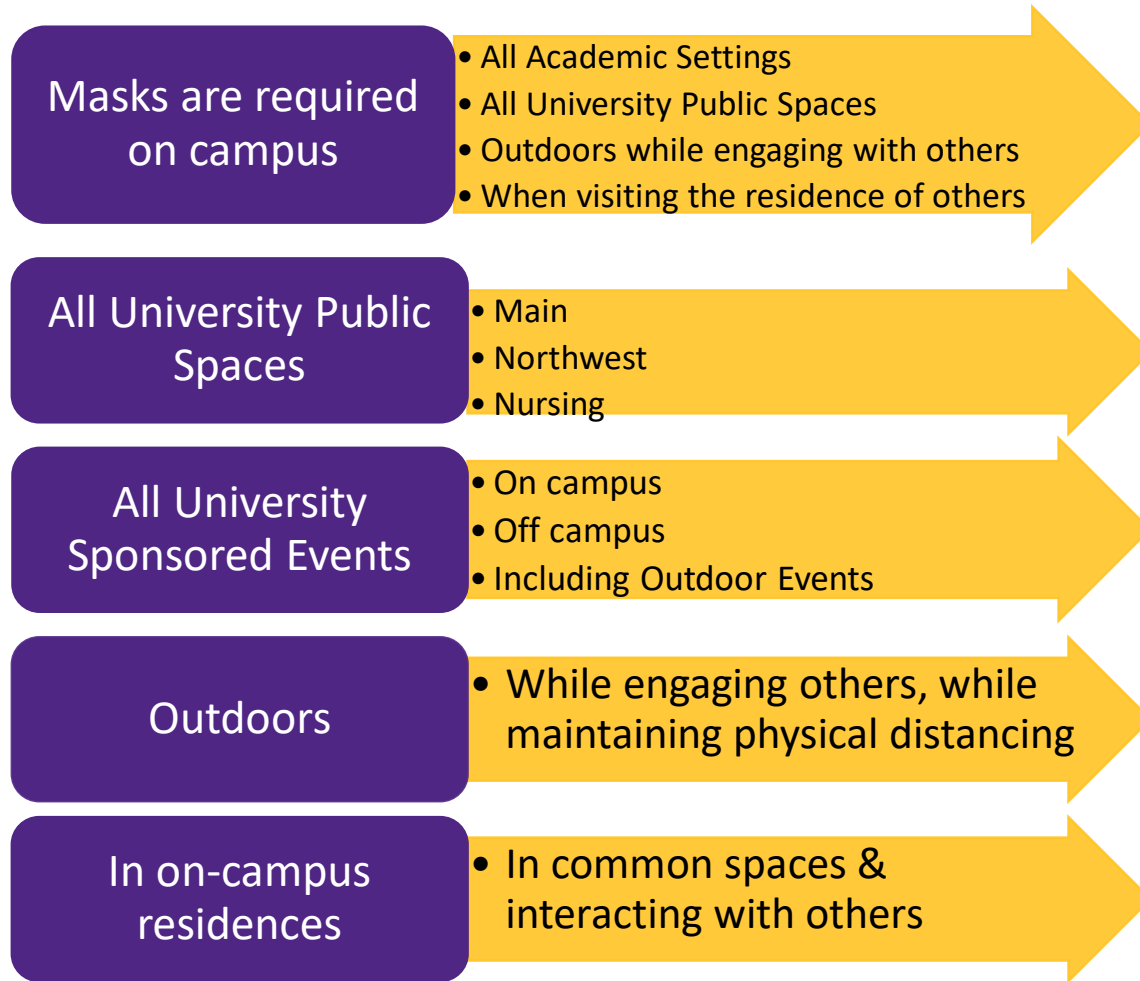 Masks are required
on campus
• All Academic Settings
• All University Public Spaces
• Outdoors while engaging with others
• When visiting the residence of others
All University Public
Spaces
• Main
• Northwest
• Nursing
All University
Sponsored Events
• On campus
• Off campus
• Including Outdoor Events
Outdoors
• While engaging others, while
maintaining physical distancing
In on-campus
residences
• In common spaces &
interacting with others